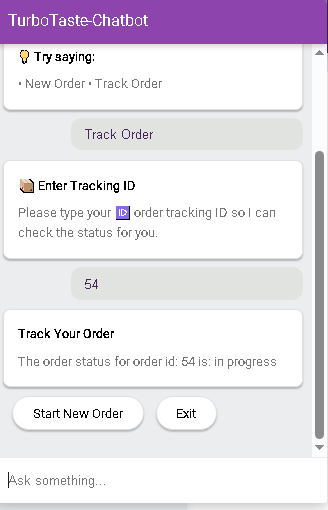 TurboTaste-Chatbot
💡 Try saying:
• New Order • Track Order
Track Order
📦 Enter Tracking ID
Please type your 🆔 order tracking ID so I can
check the status for you.
54
Track Your Order
The order status for order id: 54 is: in progress
Start New Order
Exit
Ask something...